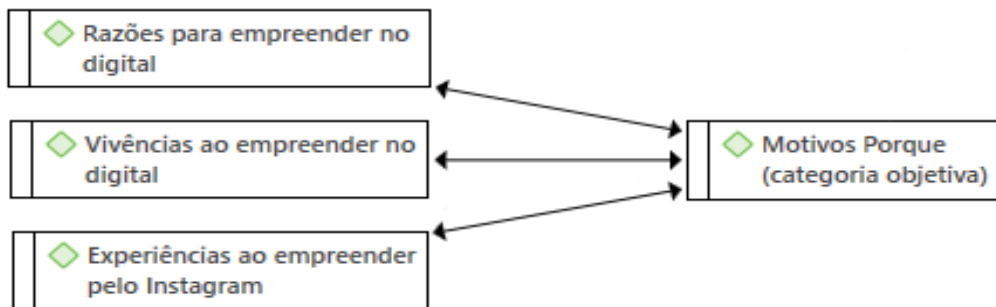 Razões para empreender no
digital
Vivências ao empreender no
digital
Experiências ao empreender
pelo Instagram
Motivos Porque
(categoria objetiva)